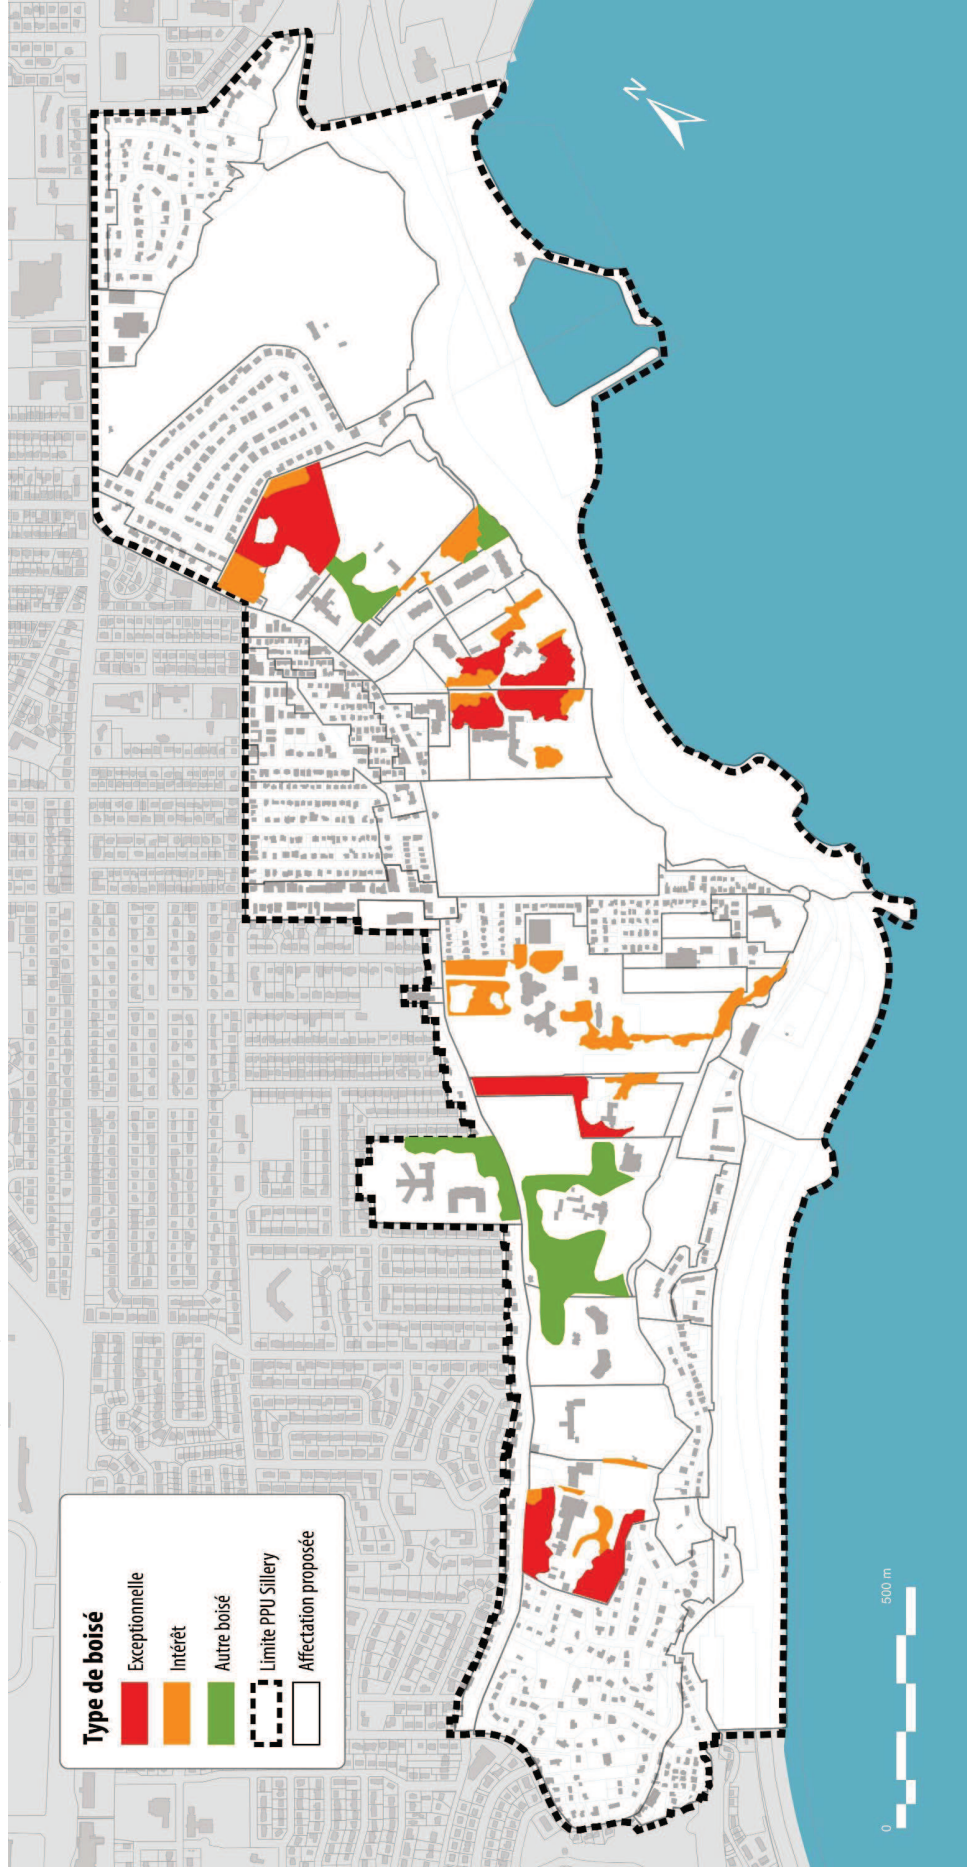 Type de boisé
Exceptionnelle
Intérêt
Autre boisé
Limite PPU Sillery
Affectation proposée
N
0
500 m